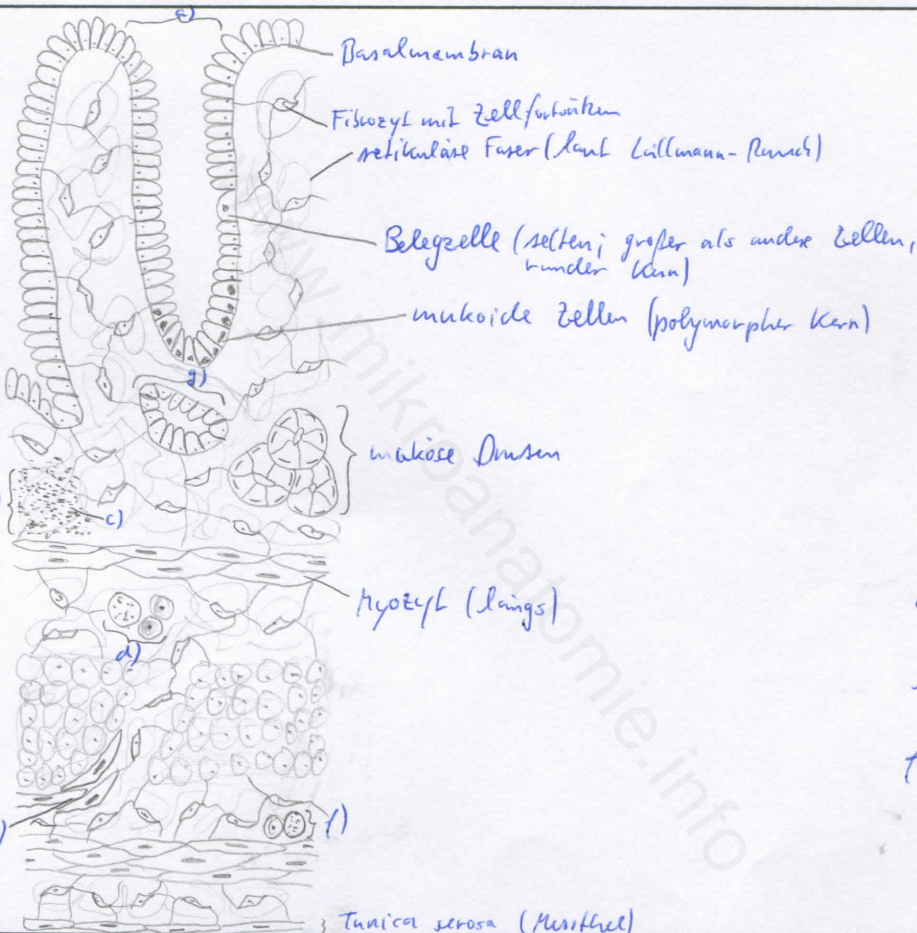 a)
Basalmembran
Fibrozyt mit Zellfortsätzen
retikuläre Faser (laut Lüllmann-Rauch)
Belegzelle (selten; größer als andere Zellen,
runder Kern)
mukoide Zellen (polymorpher Kern)
g)
muköse Drüsen
c)
Myozyt (längs)
d)
f)
Tunica serosa (Mesothel)
www.mikroanatomie.info